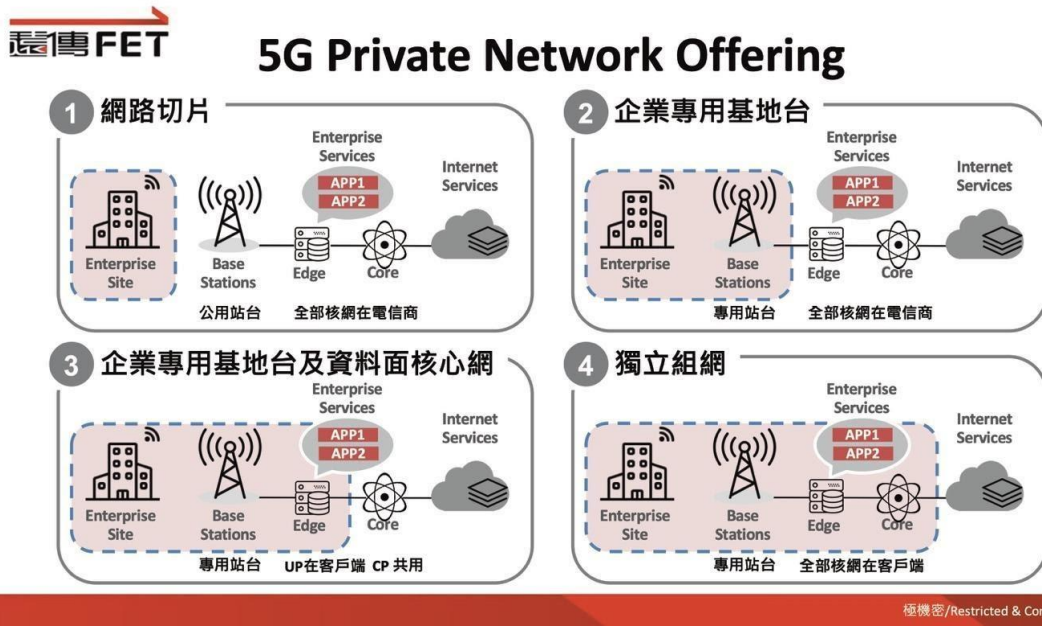 遠傳FET
5G Private Network Offering
1 網路切片
Enterprise
Services
APP1
APP2
Internet
Services
Enterprise
Site
Base
Stations
Edge
Core
公用站台
全部核網在電信商
2 企業專用基地台
Enterprise
Services
APP1
APP2
Internet
Services
Enterprise
Site
Base
Stations
Edge
Core
專用站台
全部核網在電信商
3 企業專用基地台及資料面核心網
Enterprise
Services
APP1
APP2
Internet
Services
Enterprise
Site
Base
Stations
Edge
Core
專用站台
UP在客戶端 CP 共用
4 獨立組網
Enterprise
Services
APP1
APP2
Internet
Services
Enterprise
Site
Base
Stations
Edge
Core
專用站台
全部核網在客戶端
極機密/Restricted &